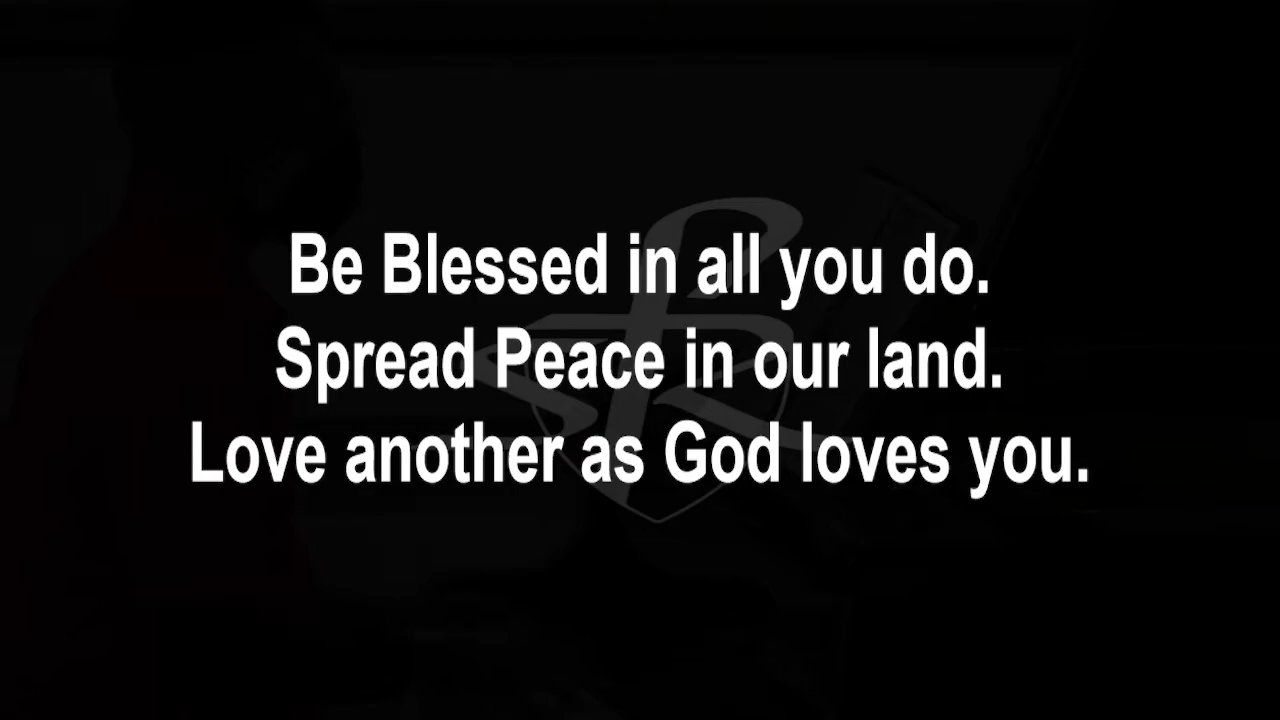 Be Blessed in all you do.
Spread Peace in our land.
Love another as God loves you.